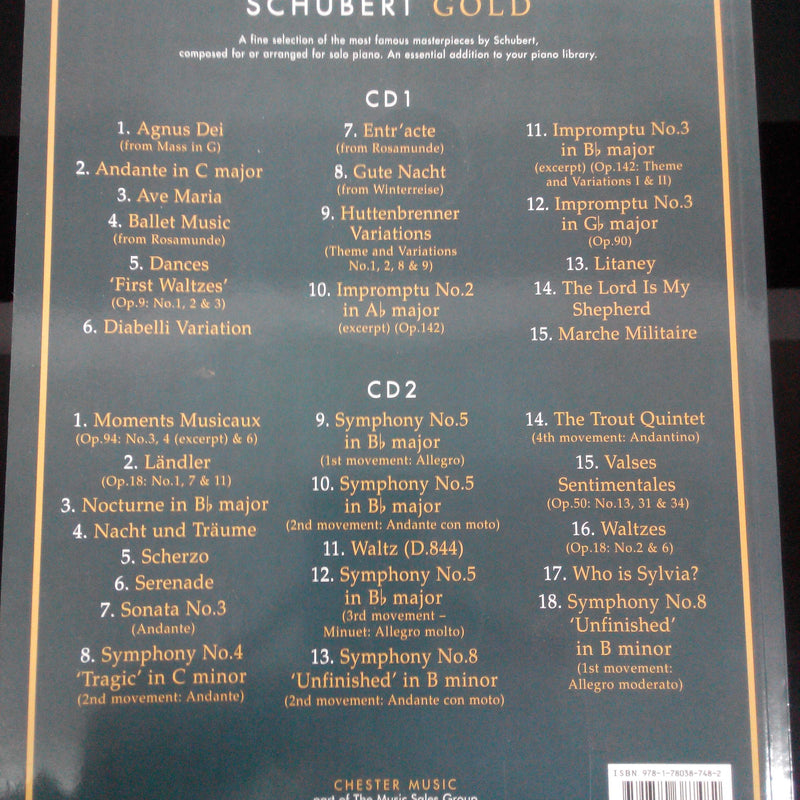 SCHUBERT GOLD
A fine selection of the most famous masterpieces by Schubert,
composed for or arranged for solo piano. An essential addition to your piano library.
CD1
1. Agnus Dei
(from Mass in G)
2. Andante in C major
3. Ave Maria
4. Ballet Music
(from Rosamunde)
5. Dances
‘First Waltzes’
(Op.9: No.1, 2 & 3)
6. Diabelli Variation
7. Entr’acte
(from Rosamunde)
8. Gute Nacht
(from Winterreise)
9. Huttenbrenner
Variations
(Theme and Variations
No.1, 2, 8 & 9)
10. Impromptu No.2
in A♭ major
(excerpt) (Op.142)
11. Impromptu No.3
in B♭ major
(excerpt) (Op.142: Theme
and Variations I & II)
12. Impromptu No.3
in G♭ major
(Op.90)
13. Litaney
14. The Lord Is My
Shepherd
15. Marche Militaire
CD2
1. Moments Musicaux
(Op.94: No.3, 4 (excerpt) & 6)
2. Ländler
(Op.18: No.1, 7 & 11)
3. Nocturne in B♭ major
4. Nacht und Träume
5. Scherzo
6. Serenade
7. Sonata No.3
(Andante)
8. Symphony No.4
‘Tragic’ in C minor
(2nd movement: Andante)
9. Symphony No.5
in B♭ major
(1st movement: Allegro)
10. Symphony No.5
in B♭ major
(2nd movement: Andante con moto)
11. Waltz (D.844)
12. Symphony No.5
in B♭ major
(3rd movement –
Minuet: Allegro molto)
13. Symphony No.8
‘Unfinished’ in B minor
(2nd movement: Andante con moto)
14. The Trout Quintet
(4th movement: Andantino)
15. Valses
Sentimentales
(Op.50: No.13, 31 & 34)
16. Waltzes
(Op.18: No.2 & 6)
17. Who is Sylvia?
18. Symphony No.8
‘Unfinished’
in B minor
(1st movement:
Allegro moderato)
CHESTER MUSIC
part of The Music Sales Group
ISBN 978-1-78038-748-2